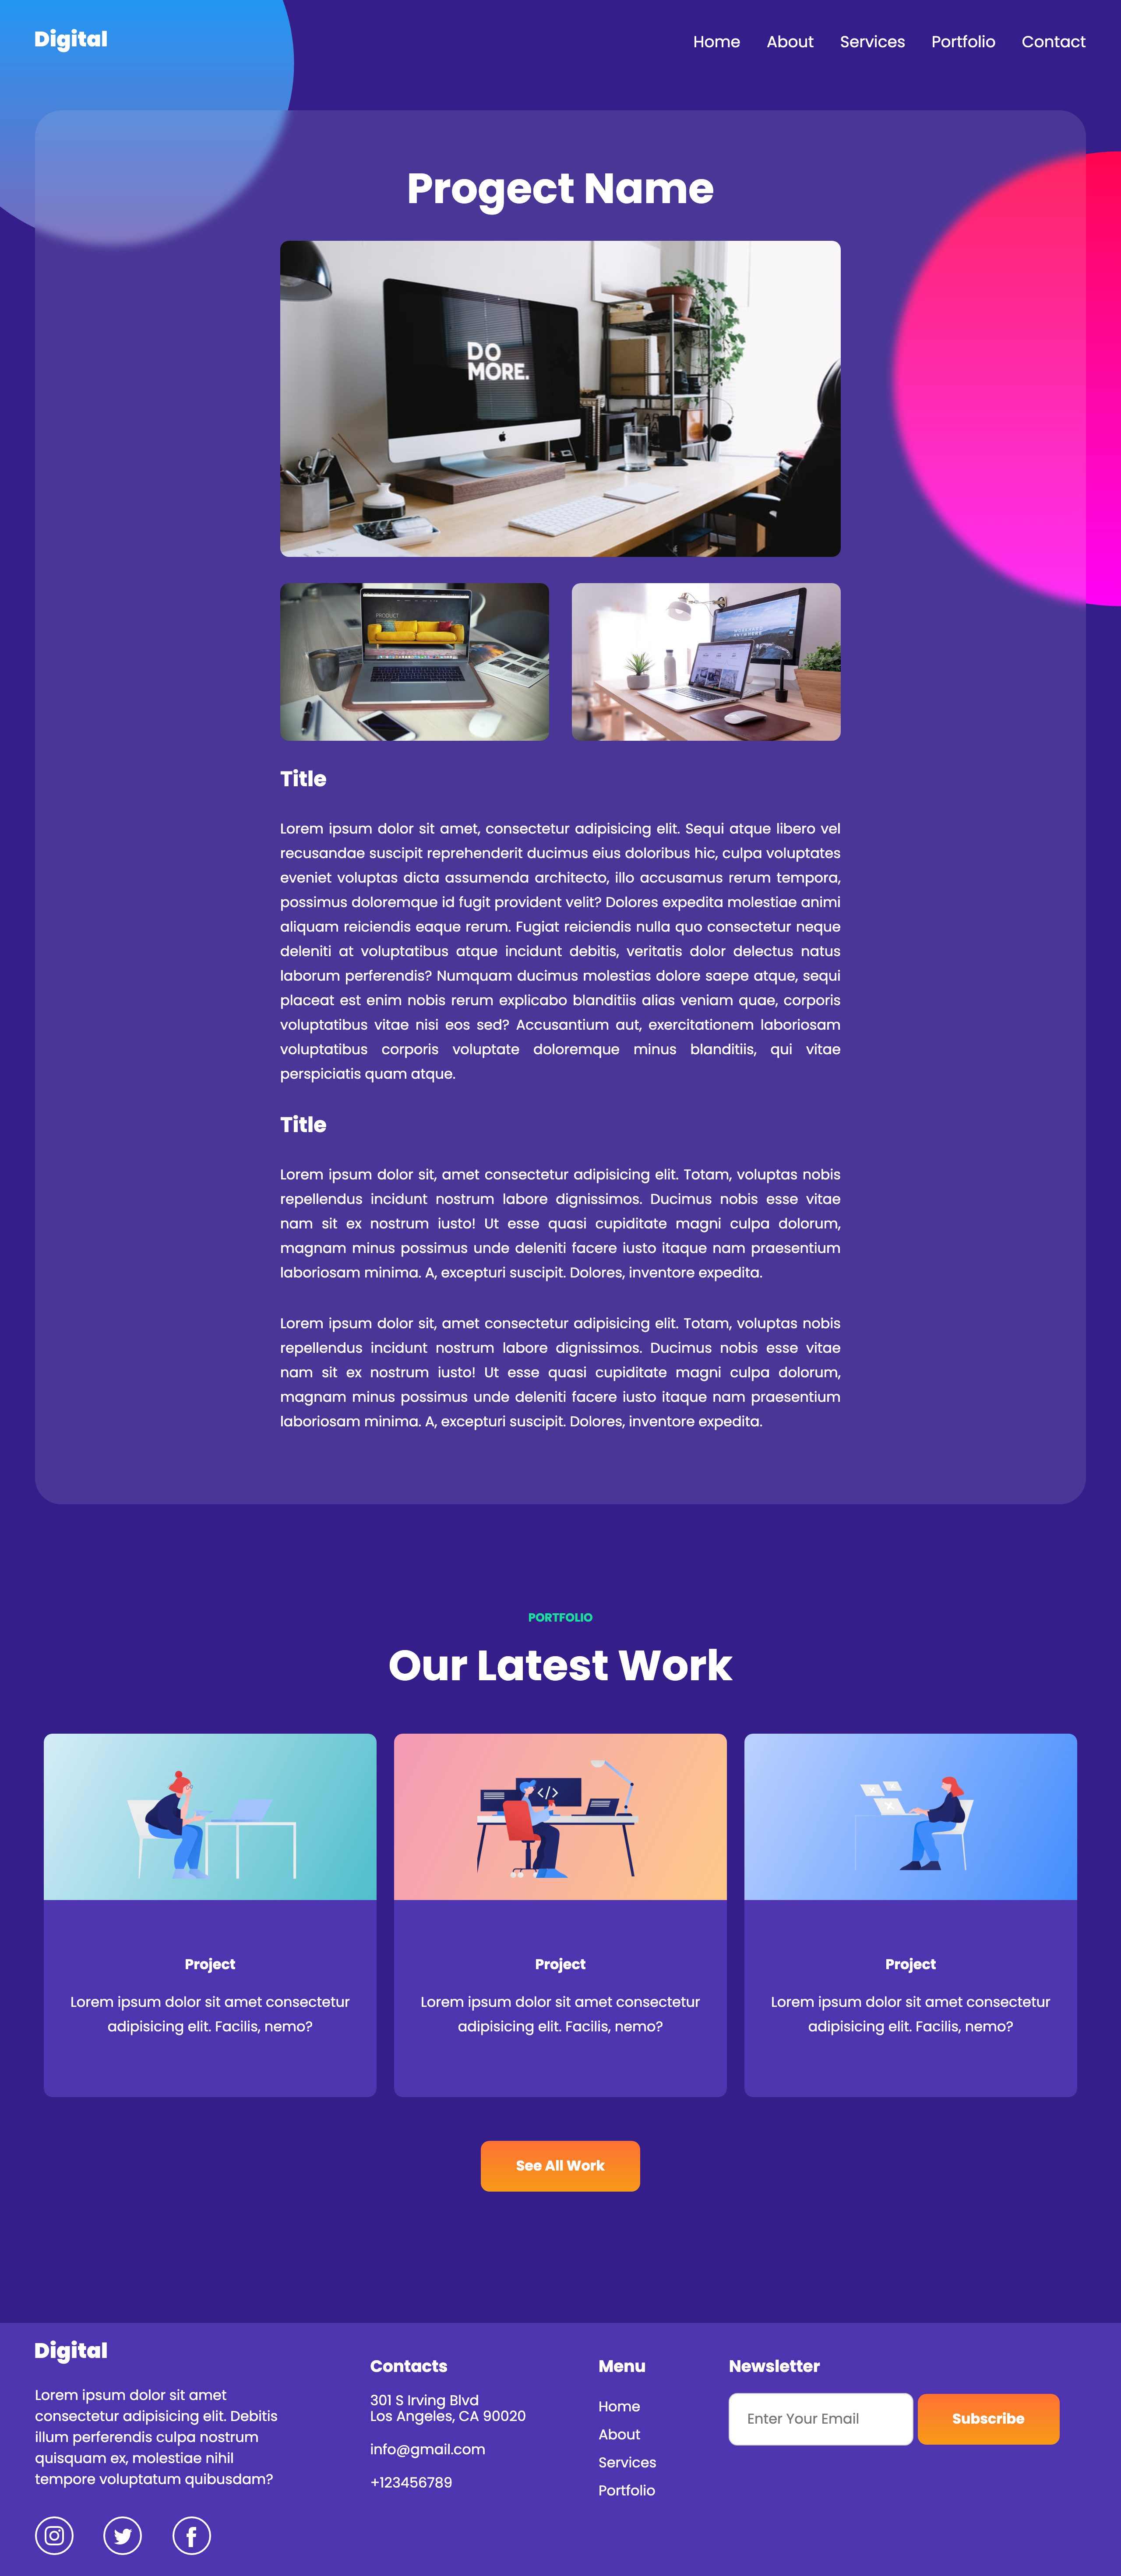 Digital
Home About Services Portfolio Contact
Progect Name
DO
MORE.
PRODUCT
Title
Lorem ipsum dolor sit amet, consectetur adipisicing elit. Sequi atque libero vel
recusandae suscipit reprehenderit ducimus eius doloribus hic, culpa voluptates
eveniet voluptas dicta assumenda architecto, illo accusamus rerum tempora,
possimus doloremque id fugit provident velit? Dolores expedita molestiae animi
aliquam reiciendis eaque rerum. Fugiat reiciendis nulla quo consectetur neque
deleniti at voluptatibus atque incidunt debitis, veritatis dolor delectus natus
laborum perferendis? Numquam ducimus molestias dolore saepe atque, sequi
placeat est enim nobis rerum explicabo blanditiis alias veniam quae, corporis
voluptatibus vitae nisi eos sed? Accusantium aut, exercitationem laboriosam
voluptatibus corporis voluptate doloremque minus blanditiis, qui vitae
perspiciatis quam atque.
Title
Lorem ipsum dolor sit, amet consectetur adipisicing elit. Totam, voluptas nobis
repellendus incidunt nostrum labore dignissimos. Ducimus nobis esse vitae
nam sit ex nostrum iusto! Ut esse quasi cupiditate magni culpa dolorum,
magnam minus possimus unde deleniti facere iusto itaque nam praesentium
laboriosam minima. A, excepturi suscipit. Dolores, inventore expedita.
Lorem ipsum dolor sit, amet consectetur adipisicing elit. Totam, voluptas nobis
repellendus incidunt nostrum labore dignissimos. Ducimus nobis esse vitae
nam sit ex nostrum iusto! Ut esse quasi cupiditate magni culpa dolorum,
magnam minus possimus unde deleniti facere iusto itaque nam praesentium
laboriosam minima. A, excepturi suscipit. Dolores, inventore expedita.
PORTFOLIO
Our Latest Work
</>
Project
Lorem ipsum dolor sit amet consectetur
adipisicing elit. Facilis, nemo?
Project
Lorem ipsum dolor sit amet consectetur
adipisicing elit. Facilis, nemo?
Project
Lorem ipsum dolor sit amet consectetur
adipisicing elit. Facilis, nemo?
See All Work
Digital
Lorem ipsum dolor sit amet
consectetur adipisicing elit. Debitis
illum perferendis culpa nostrum
quisquam ex, molestiae nihil
tempore voluptatum quibusdam?
Contacts
301 S Irving Blvd
Los Angeles, CA 90020
info@gmail.com
+123456789
Menu
Home
About
Services
Portfolio
Newsletter
Enter Your Email
Subscribe